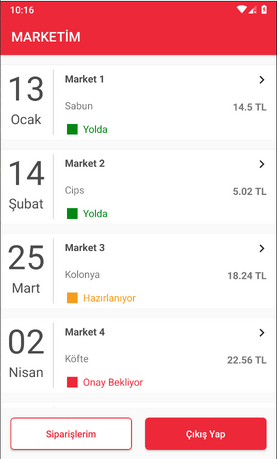 10:16
MARKETİM
13
Ocak
Market 1
Sabun
14.5 TL
Yolda
14
Şubat
Market 2
Cips
5.02 TL
Yolda
25
Mart
Market 3
Kolonya
18.24 TL
Hazırlanıyor
02
Nisan
Market 4
Köfte
22.56 TL
Onay Bekliyor
Siparişlerim
Çıkış Yap